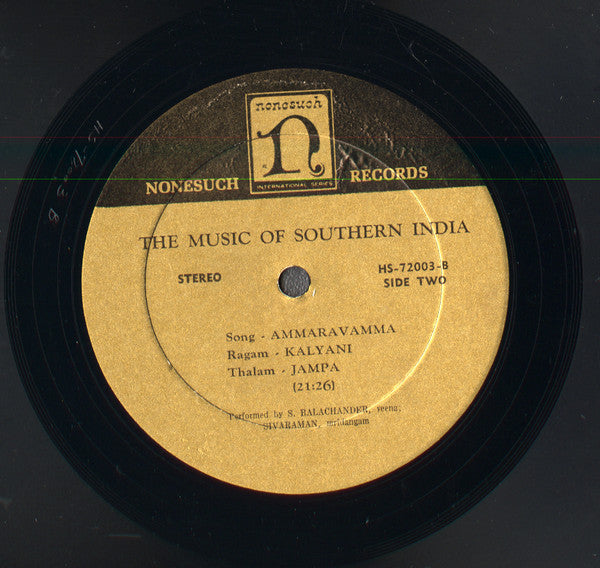 nonesuch
n
INTERNATIONAL SERIES
NONESUCH RECORDS
THE MUSIC OF SOUTHERN INDIA
STEREO
HS-72003-B
SIDE TWO
Song - AMMARAVAMMA
Ragam - KALYANI
Thalam - JAMPA
(21:26)
Performed by S. BALACHANDER, veena;
SIVARAMAN, mridangam